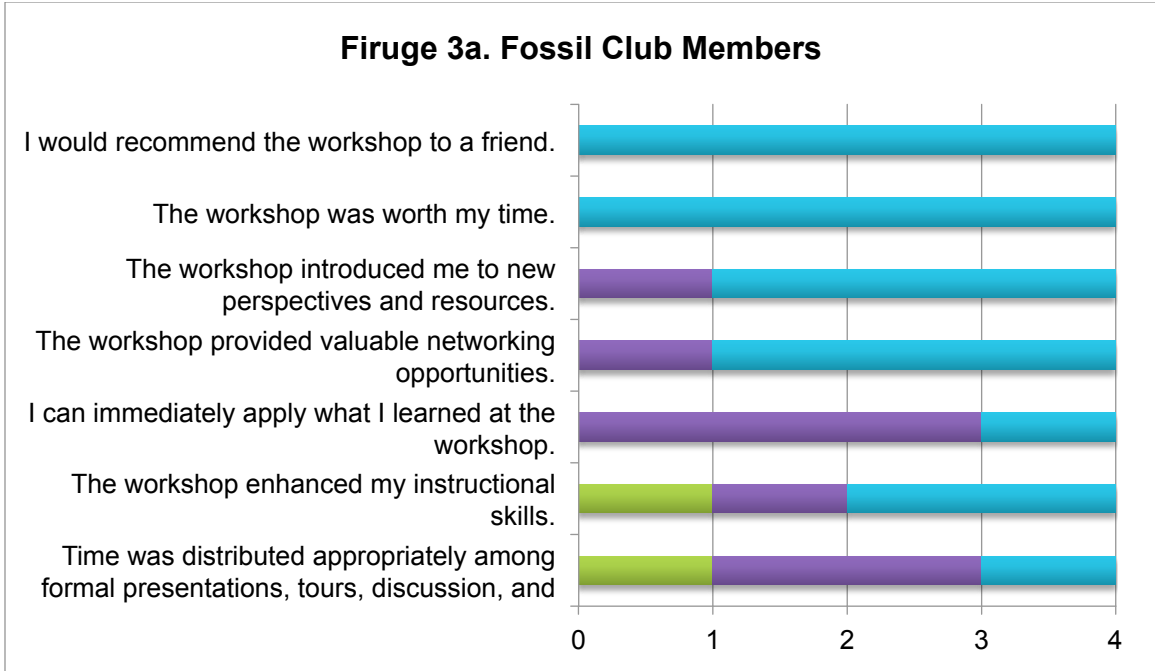 Firuge 3a. Fossil Club Members
I would recommend the workshop to a friend.
The workshop was worth my time.
The workshop introduced me to new
perspectives and resources.
The workshop provided valuable networking
opportunities.
I can immediately apply what I learned at the
workshop.
The workshop enhanced my instructional
skills.
Time was distributed appropriately among
formal presentations, tours, discussion, and
0 1 2 3 4